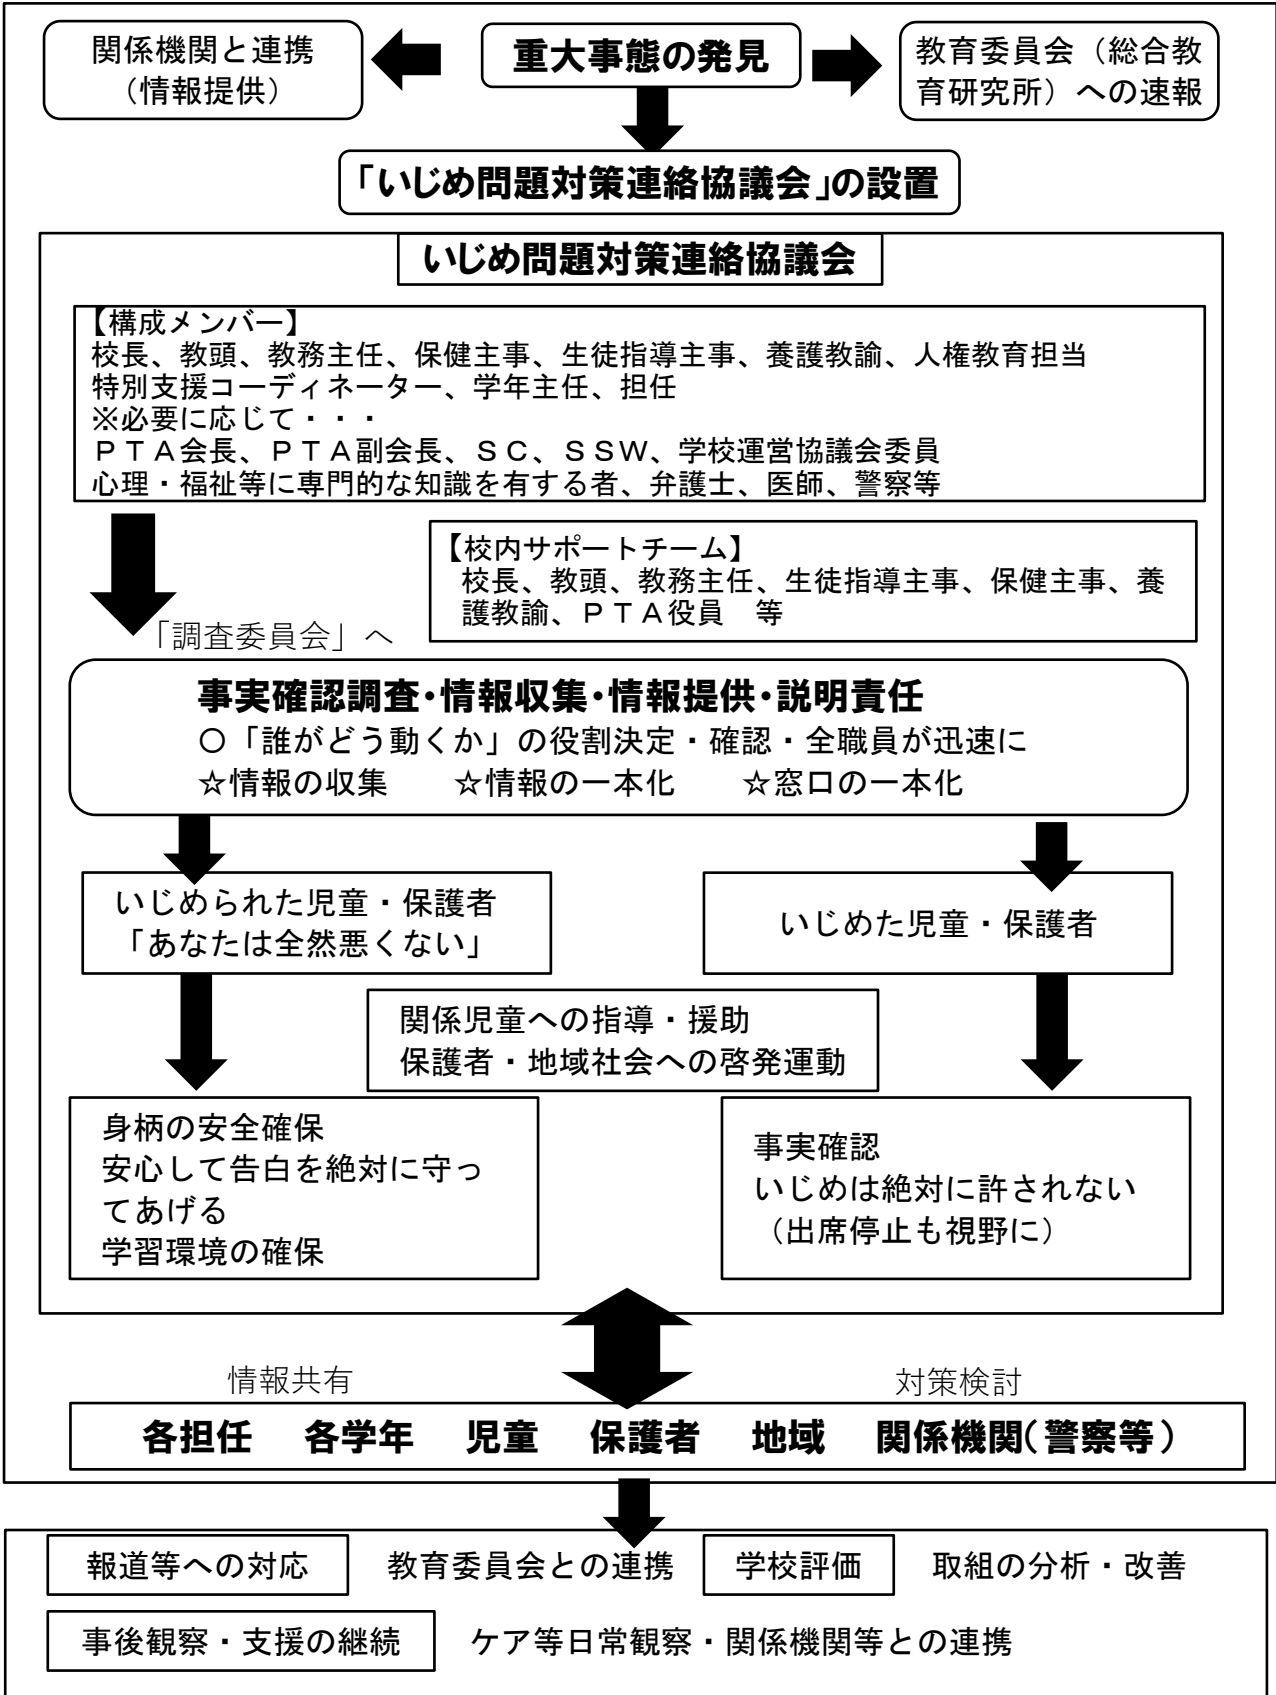 関係機関と連携
（情報提供）
重大事態の発見
教育委員会（総合教
育研究所）への速報
「いじめ問題対策連絡協議会」の設置
いじめ問題対策連絡協議会
【構成メンバー】
校長、教頭、教務主任、保健主事、生徒指導主事、養護教諭、人権教育担当
特別支援コーディネーター、学年主任、担任
※必要に応じて・・・
ＰＴＡ会長、ＰＴＡ副会長、ＳＣ、ＳＳＷ、学校運営協議会委員
心理・福祉等に専門的な知識を有する者、弁護士、医師、警察等
【校内サポートチーム】
校長、教頭、教務主任、生徒指導主事、保健主事、養
護教諭、ＰＴＡ役員　等
「調査委員会」へ
事実確認調査・情報収集・情報提供・説明責任
〇「誰がどう動くか」の役割決定・確認・全職員が迅速に
☆情報の収集　　☆情報の一本化　　☆窓口の一本化
いじめられた児童・保護者
「あなたは全然悪くない」
いじめた児童・保護者
関係児童への指導・援助
保護者・地域社会への啓発運動
身柄の安全確保
安心して告白を絶対に守っ
てあげる
学習環境の確保
事実確認
いじめは絶対に許されない
（出席停止も視野に）
情報共有
対策検討
各担任　各学年　児童　保護者　地域　関係機関（警察等）
報道等への対応　教育委員会との連携　学校評価　取組の分析・改善
事後観察・支援の継続　ケア等日常観察・関係機関等との連携